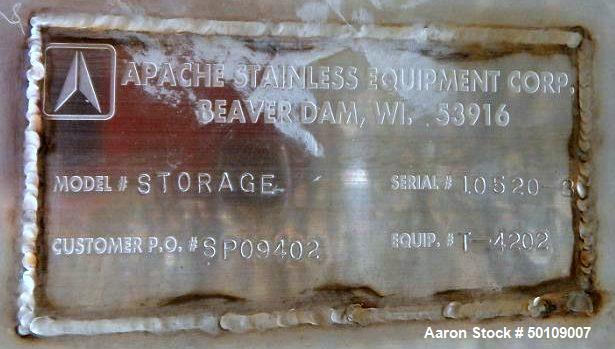 APACHE STAINLESS EQUIPMENT CORP.
BEAVER DAM, WI. 53916
MODEL # STORAGE SERIAL # 10520-3
CUSTOMER P.O. # SP09402 EQUIP. # T-4202
Aaron Stock # 50109007